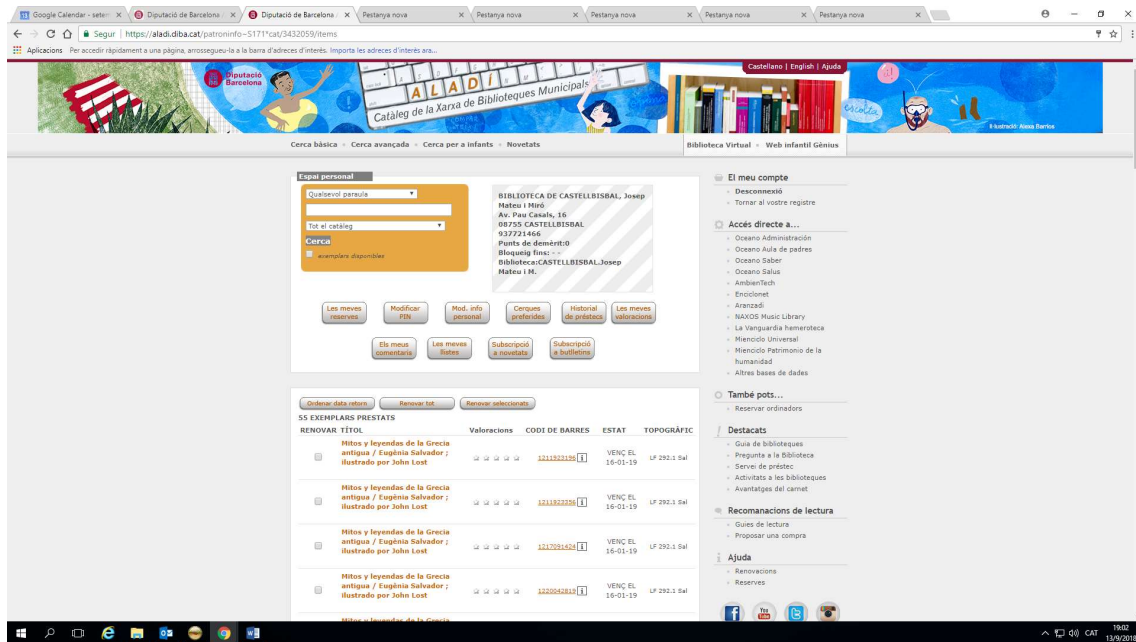 Google Calendar - setem
Diputació de Barcelona
Diputació de Barcelona
Pestanya nova
Pestanya nova
Pestanya nova
Pestanya nova
Pestanya nova
Segur | https://aladi.diba.cat/patroninfo~S171*cat/3432059/items
Aplicacions Per accedir ràpidament a una pàgina, arrossegueu-la a la barra d'adreces d'interès. Importa les adreces d'interès ara...
Diputació Barcelona
ALADÍ
Catàleg de la Xarxa de Biblioteques Municipals
Castellano | English | Ajuda
escolta
Il·lustració: Alexa Barrios
Cerca bàsica Cerca avançada Cerca per a infants Novetats
Biblioteca Virtual Web infantil Gènius
Espai personal
Qualsevol paraula
Tot el catàleg
Cerca
exemplars disponibles
BIBLIOTECA DE CASTELLBISBAL, Josep
Mateu i Miró
Av. Pau Casals, 16
08755 CASTELLBISBAL
937721466
Punts de demèrit:0
Bloqueig fins: - -
Biblioteca:CASTELLBISBAL.Josep
Mateu i M.
Les meves reserves
Modificar PIN
Mod. info personal
Cerques preferides
Historial de préstecs
Les meves valoracions
Els meus comentaris
Les meves llistes
Subscripció a novetats
Subscripció a butlletins
Ordenar data retorn
Renovar tot
Renovar seleccionats
55 EXEMPLARS PRESTATS
RENOVAR TÍTOL Valoracions CODI DE BARRES ESTAT TOPOGRÀFIC
Mitos y leyendas de la Grecia
antigua / Eugènia Salvador ;
ilustrado por John Lost
1211923196 i
VENÇ EL
16-01-19
LF 292.1 Sal
Mitos y leyendas de la Grecia
antigua / Eugènia Salvador ;
ilustrado por John Lost
1211923356 i
VENÇ EL
16-01-19
LF 292.1 Sal
Mitos y leyendas de la Grecia
antigua / Eugènia Salvador ;
ilustrado por John Lost
1217091424 i
VENÇ EL
16-01-19
LF 292.1 Sal
Mitos y leyendas de la Grecia
antigua / Eugènia Salvador ;
ilustrado por John Lost
1220042819 i
VENÇ EL
16-01-19
LF 292.1 Sal
Mitos y leyendas de la Grecia
El meu compte
Desconnexió
Tornar al vostre registre
Accés directe a...
Oceano Administración
Oceano Aula de padres
Oceano Saber
Oceano Salus
AmbienTech
Enciclonet
Aranzadi
NAXOS Music Library
La Vanguardia hemeroteca
Mienciclo Universal
Mienciclo Patrimonio de la
humanidad
Altres bases de dades
També pots...
Reservar ordinadors
Destacats
Guia de biblioteques
Pregunta a la Biblioteca
Servei de préstec
Activitats a les biblioteques
Avantatges del carnet
Recomanacions de lectura
Guies de lectura
Proposar una compra
Ajuda
Renovacions
Reserves
You Tube
CAT
19:02
13/9/2018